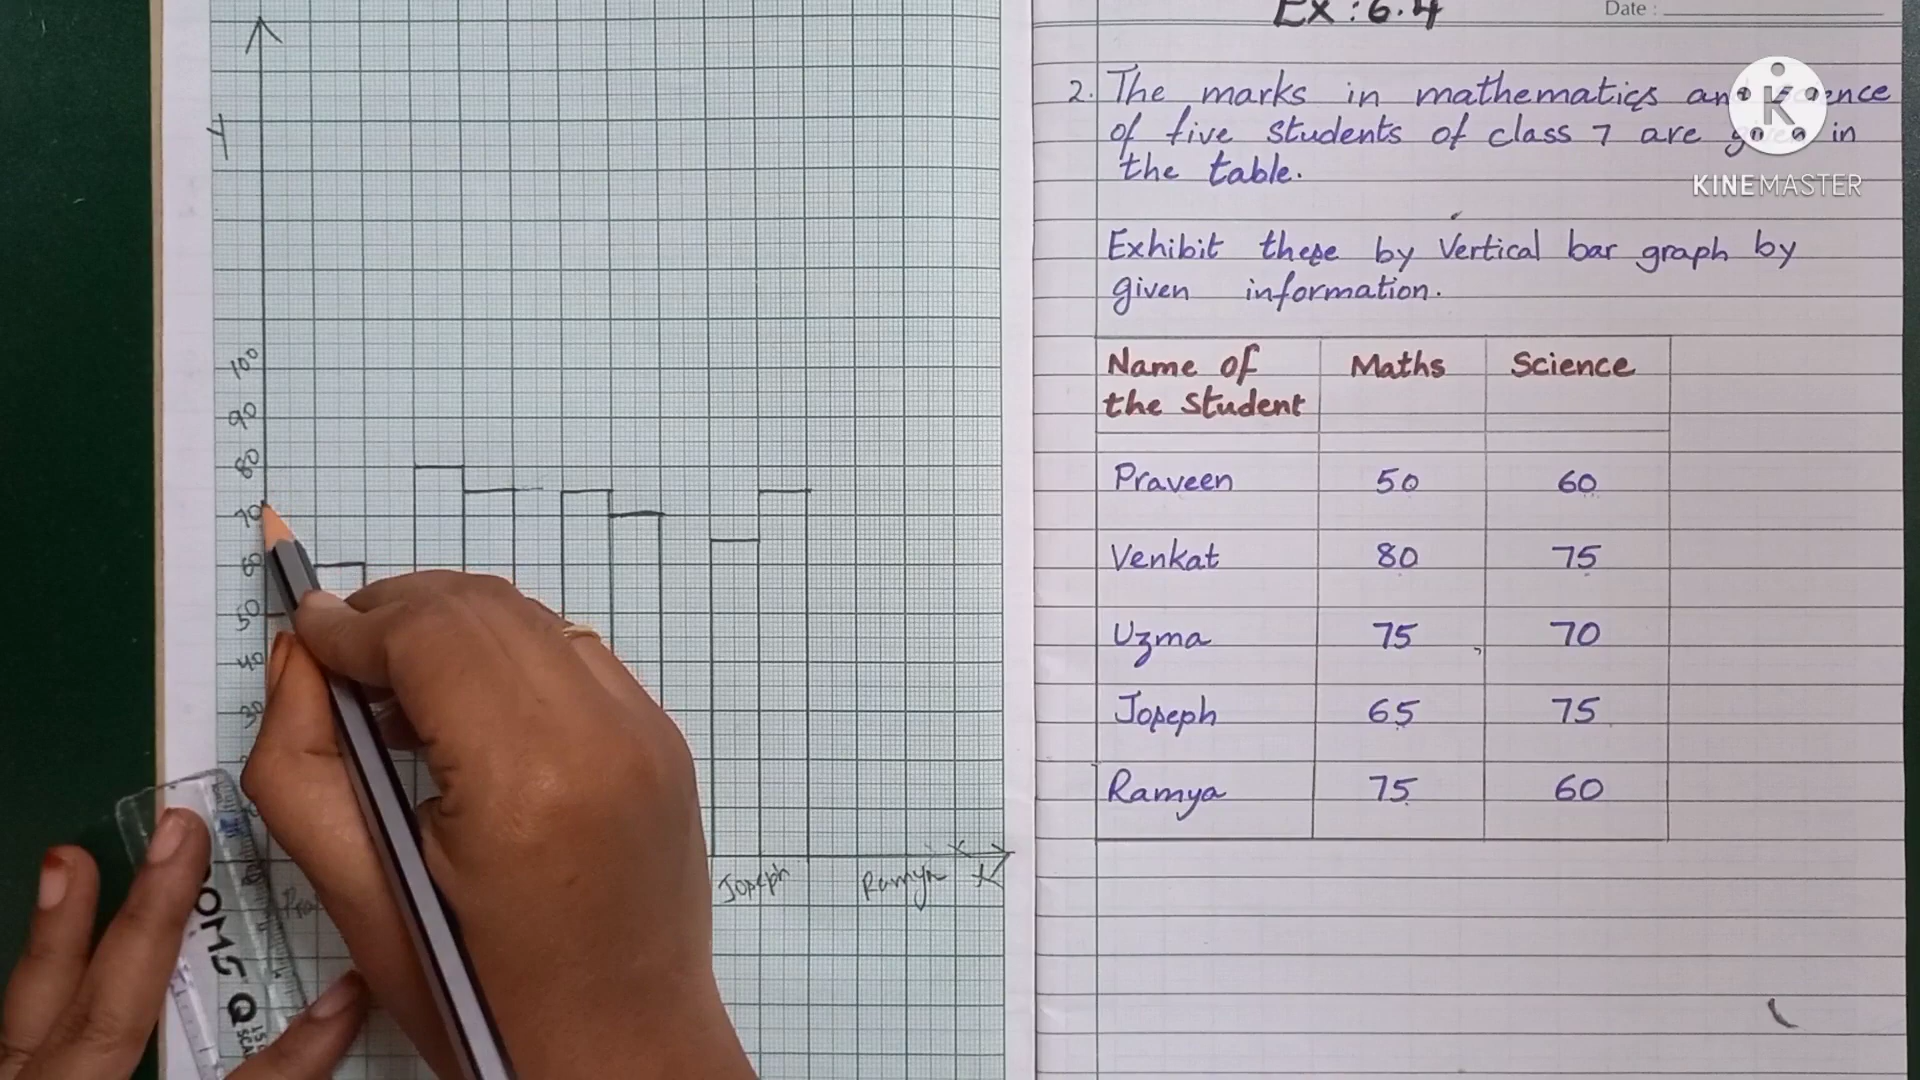 Y
100
90
80
70
60
50
40
30
Joseph
Ramya
X
DOMS Q
Ex : 6.4
Date :
2. The marks in mathematics and science
of five students of class 7 are given in
the table.
Exhibit these by Vertical bar graph by
given information.
Name of the student Maths Science
Praveen 50 60
Venkat 80 75
Uzma 75 70
Joseph 65 75
Ramya 75 60
K
KINEMASTER